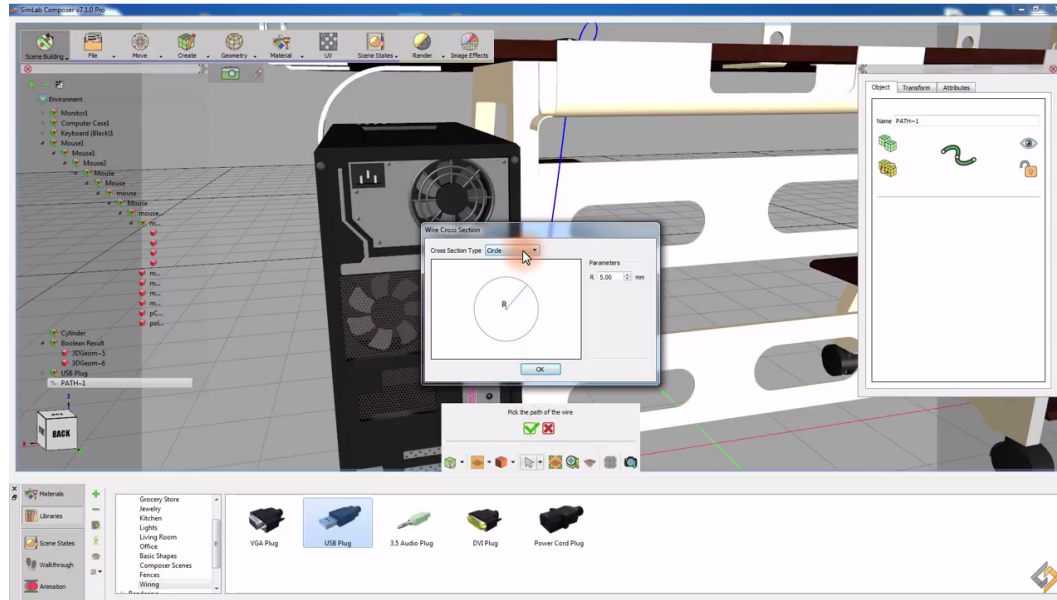 SimLab Composer v7.1.0 Pro
Scene Building
File
Move
Create
Geometry
Material
UV
Scene States
Render
Image Effects
Environment
Monitor1
Computer Case1
Keyboard (Black)1
Mouse1
Mouse1
Mouse2
Mouse
Mouse
mouse
Mouse
mouse...
m...
m...
m...
m...
m...
pC...
pol...
Cylinder
Boolean Result
3DGeom~5
3DGeom~6
USB Plug
PATH~1
BACK
Object Transform Attributes
Name PATH~1
Wire Cross Section
Cross Section Type Circle
Parameters
R 5.00 mm
R
OK
Pick the path of the wire
Materials
Libraries
Scene States
Walkthrough
Animation
Grocery Store
Jewelry
Kitchen
Lights
Living Room
Office
Basic Shapes
Composer Scenes
Fences
Wiring
VGA Plug
USB Plug
3.5 Audio Plug
DVI Plug
Power Cord Plug